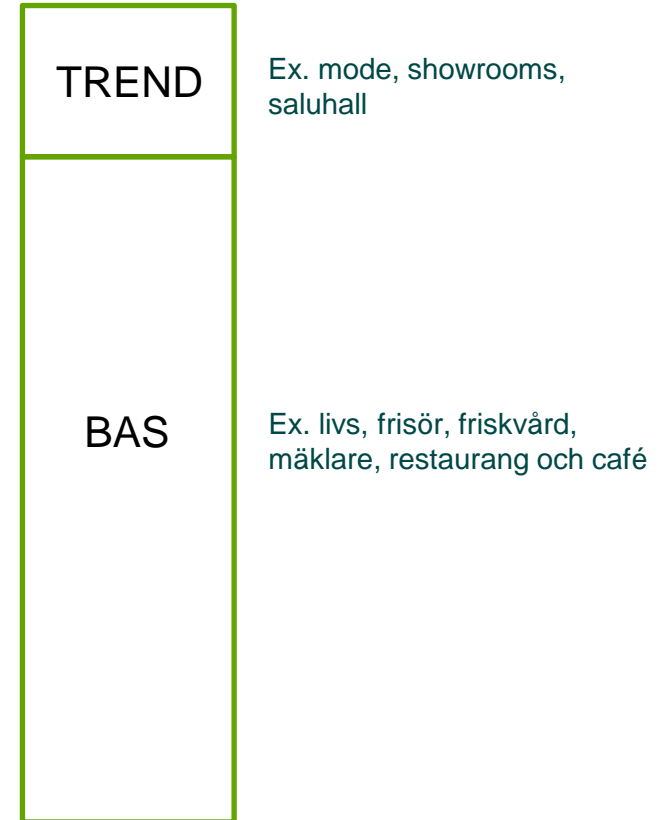 TREND
Ex. mode, showrooms,
saluhall
BAS
Ex. livs, frisör, friskvård,
mäklare, restaurang och café